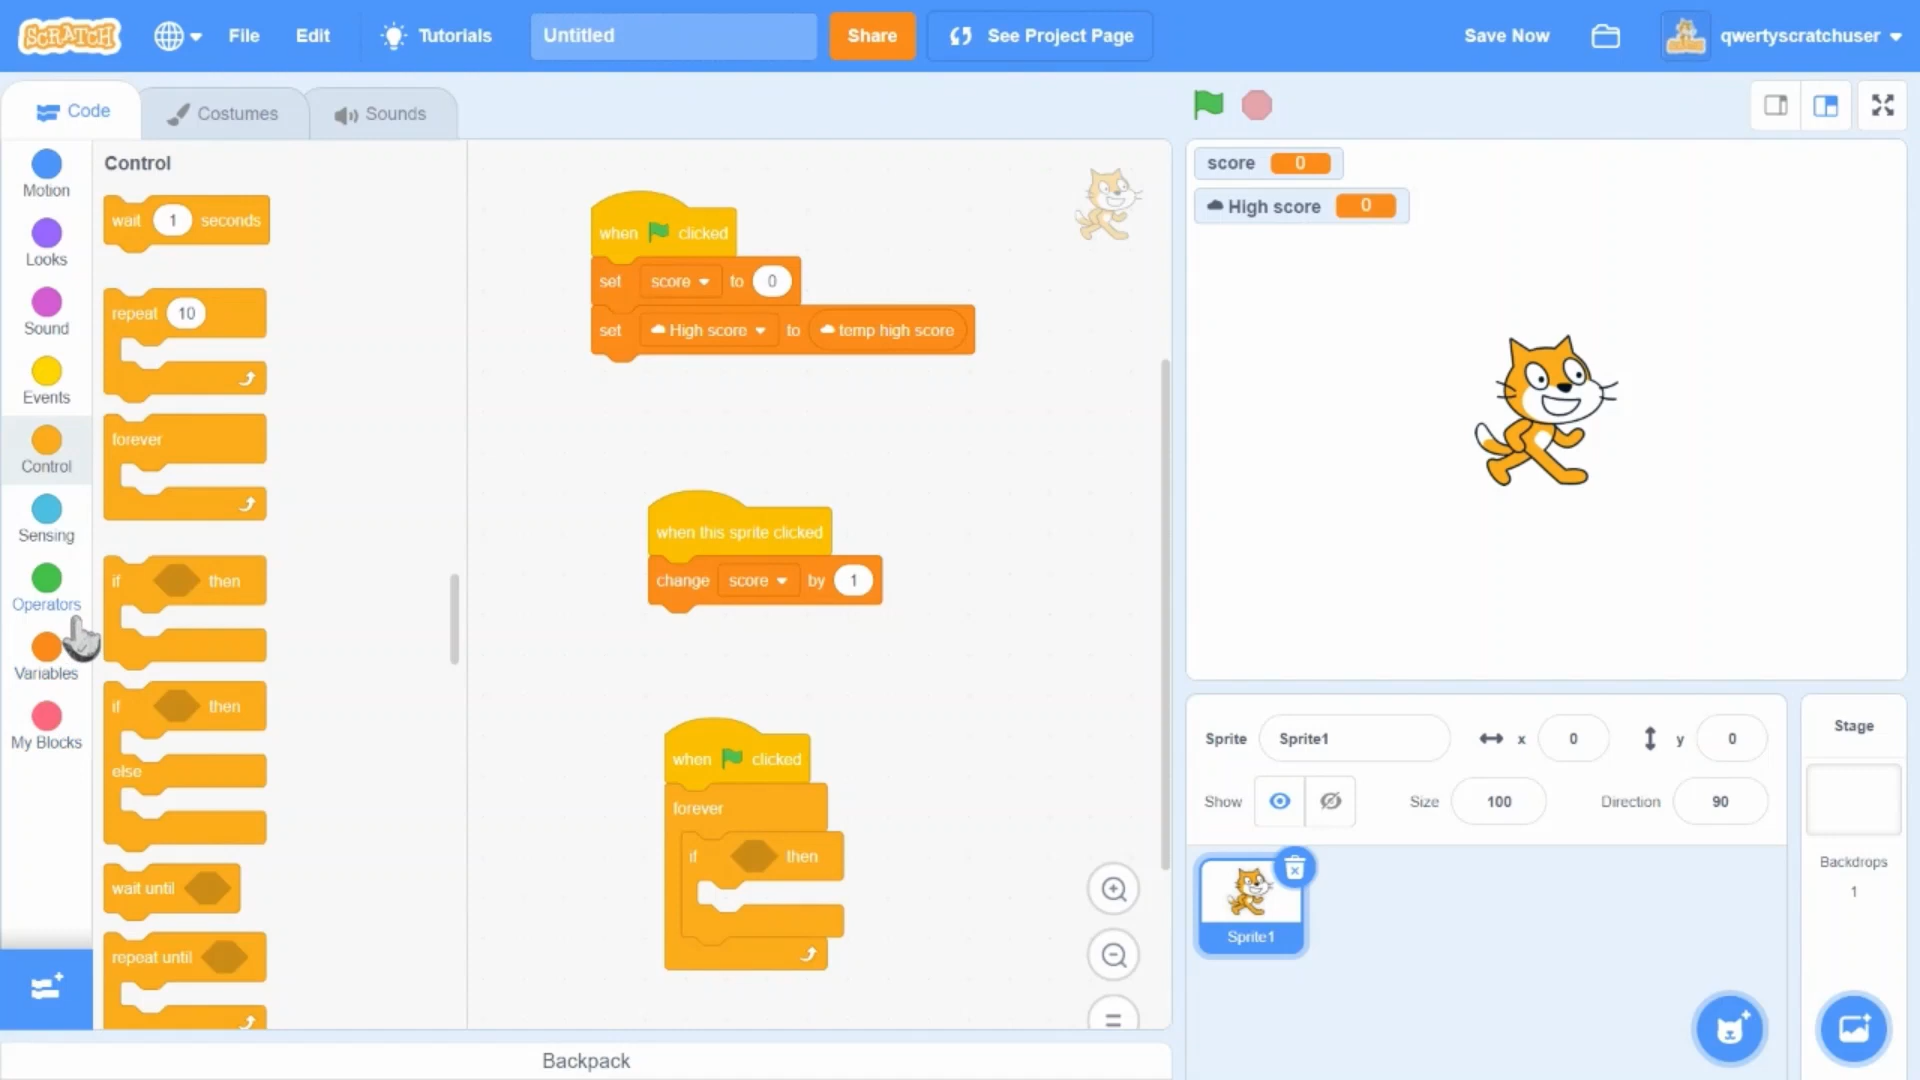 SCRATCH
File
Edit
Tutorials
Untitled
Share
See Project Page
Save Now
qwertyscratchuser
Code
Costumes
Sounds
Motion
Looks
Sound
Events
Control
Sensing
Operators
Variables
My Blocks
Control
wait 1 seconds
repeat 10
forever
if then
if then
else
wait until
repeat until
when clicked
set score to 0
set High score to temp high score
when this sprite clicked
change score by 1
when clicked
forever
if then
Backpack
score 0
High score 0
Sprite Sprite1 x 0 y 0
Show Size 100 Direction 90
Sprite1
Stage
Backdrops
1